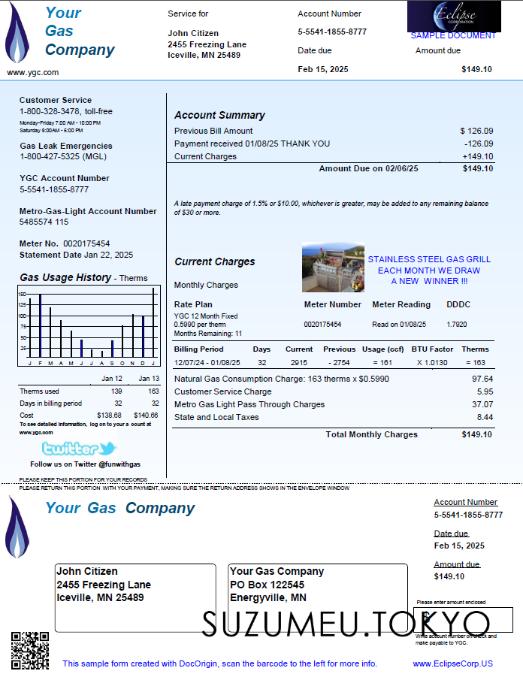 Your
Gas
Company
www.ygc.com
Service for
John Citizen
2455 Freezing Lane
Iceville, MN 25489
Account Number
5-5541-1855-8777
Date due
Feb 15, 2025
Eclipse
CORPORATION
SAMPLE DOCUMENT
Amount due
$149.10
Customer Service
1-800-328-3478, toll-free
Monday-Friday 7:00 AM - 10:00 PM
Saturday 9:00AM - 5:00 PM
Gas Leak Emergencies
1-800-427-5325 (MGL)
YGC Account Number
5-5541-1855-8777
Metro-Gas-Light Account Number
5485574 115
Meter No. 0020175454
Statement Date Jan 22, 2025
Gas Usage History - Therms
150
125
100
75
50
25
J F M A M J J A S O N D J
Jan 12 Jan 13
Therms used 139 163
Days in billing period 32 32
Cost $138.68 $140.66
To see detailed information, log on to your account at
www.ygc.com
twitter
Follow us on Twitter @funwithgas
Account Summary
Previous Bill Amount $ 126.09
Payment received 01/08/25 THANK YOU -126.09
Current Charges +149.10
Amount Due on 02/06/25 $149.10
A late payment charge of 1.5% or $10.00, whichever is greater, may be added to any remaining balance
of $30 or more.
Current Charges
Monthly Charges
STAINLESS STEEL GAS GRILL
EACH MONTH WE DRAW
A NEW WINNER !!!
Rate Plan Meter Number Meter Reading DDDC
YGC 12 Month Fixed
0.5990 per therm 0020175454 Read on 01/08/25 1.7920
Months Remaining: 11
Billing Period Days Current Previous Usage (ccf) BTU Factor Therms
12/07/24 - 01/08/25 32 2915 - 2754 = 161 X 1.0130 = 163
Natural Gas Consumption Charge: 163 therms x $0.5990 97.64
Customer Service Charge 5.95
Metro Gas Light Pass Through Charges 37.07
State and Local Taxes 8.44
Total Monthly Charges $149.10
PLEASE KEEP THIS PORTION FOR YOUR RECORDS
PLEASE RETURN THIS PORTION WITH YOUR PAYMENT, MAKING SURE THE RETURN ADDRESS SHOWS IN THE ENVELOPE WINDOW
Your Gas Company
Account Number
5-5541-1855-8777
Date due
Feb 15, 2025
Amount due
$149.10
John Citizen
2455 Freezing Lane
Iceville, MN 25489
Your Gas Company
PO Box 122545
Energyville, MN
Please enter amount enclosed
$
Write account number on check and
make payable to YGC.
SUZUMEU.TOKYO
This sample form created with DocOrigin, scan the barcode to the left for more info.
www.EclipseCorp.US